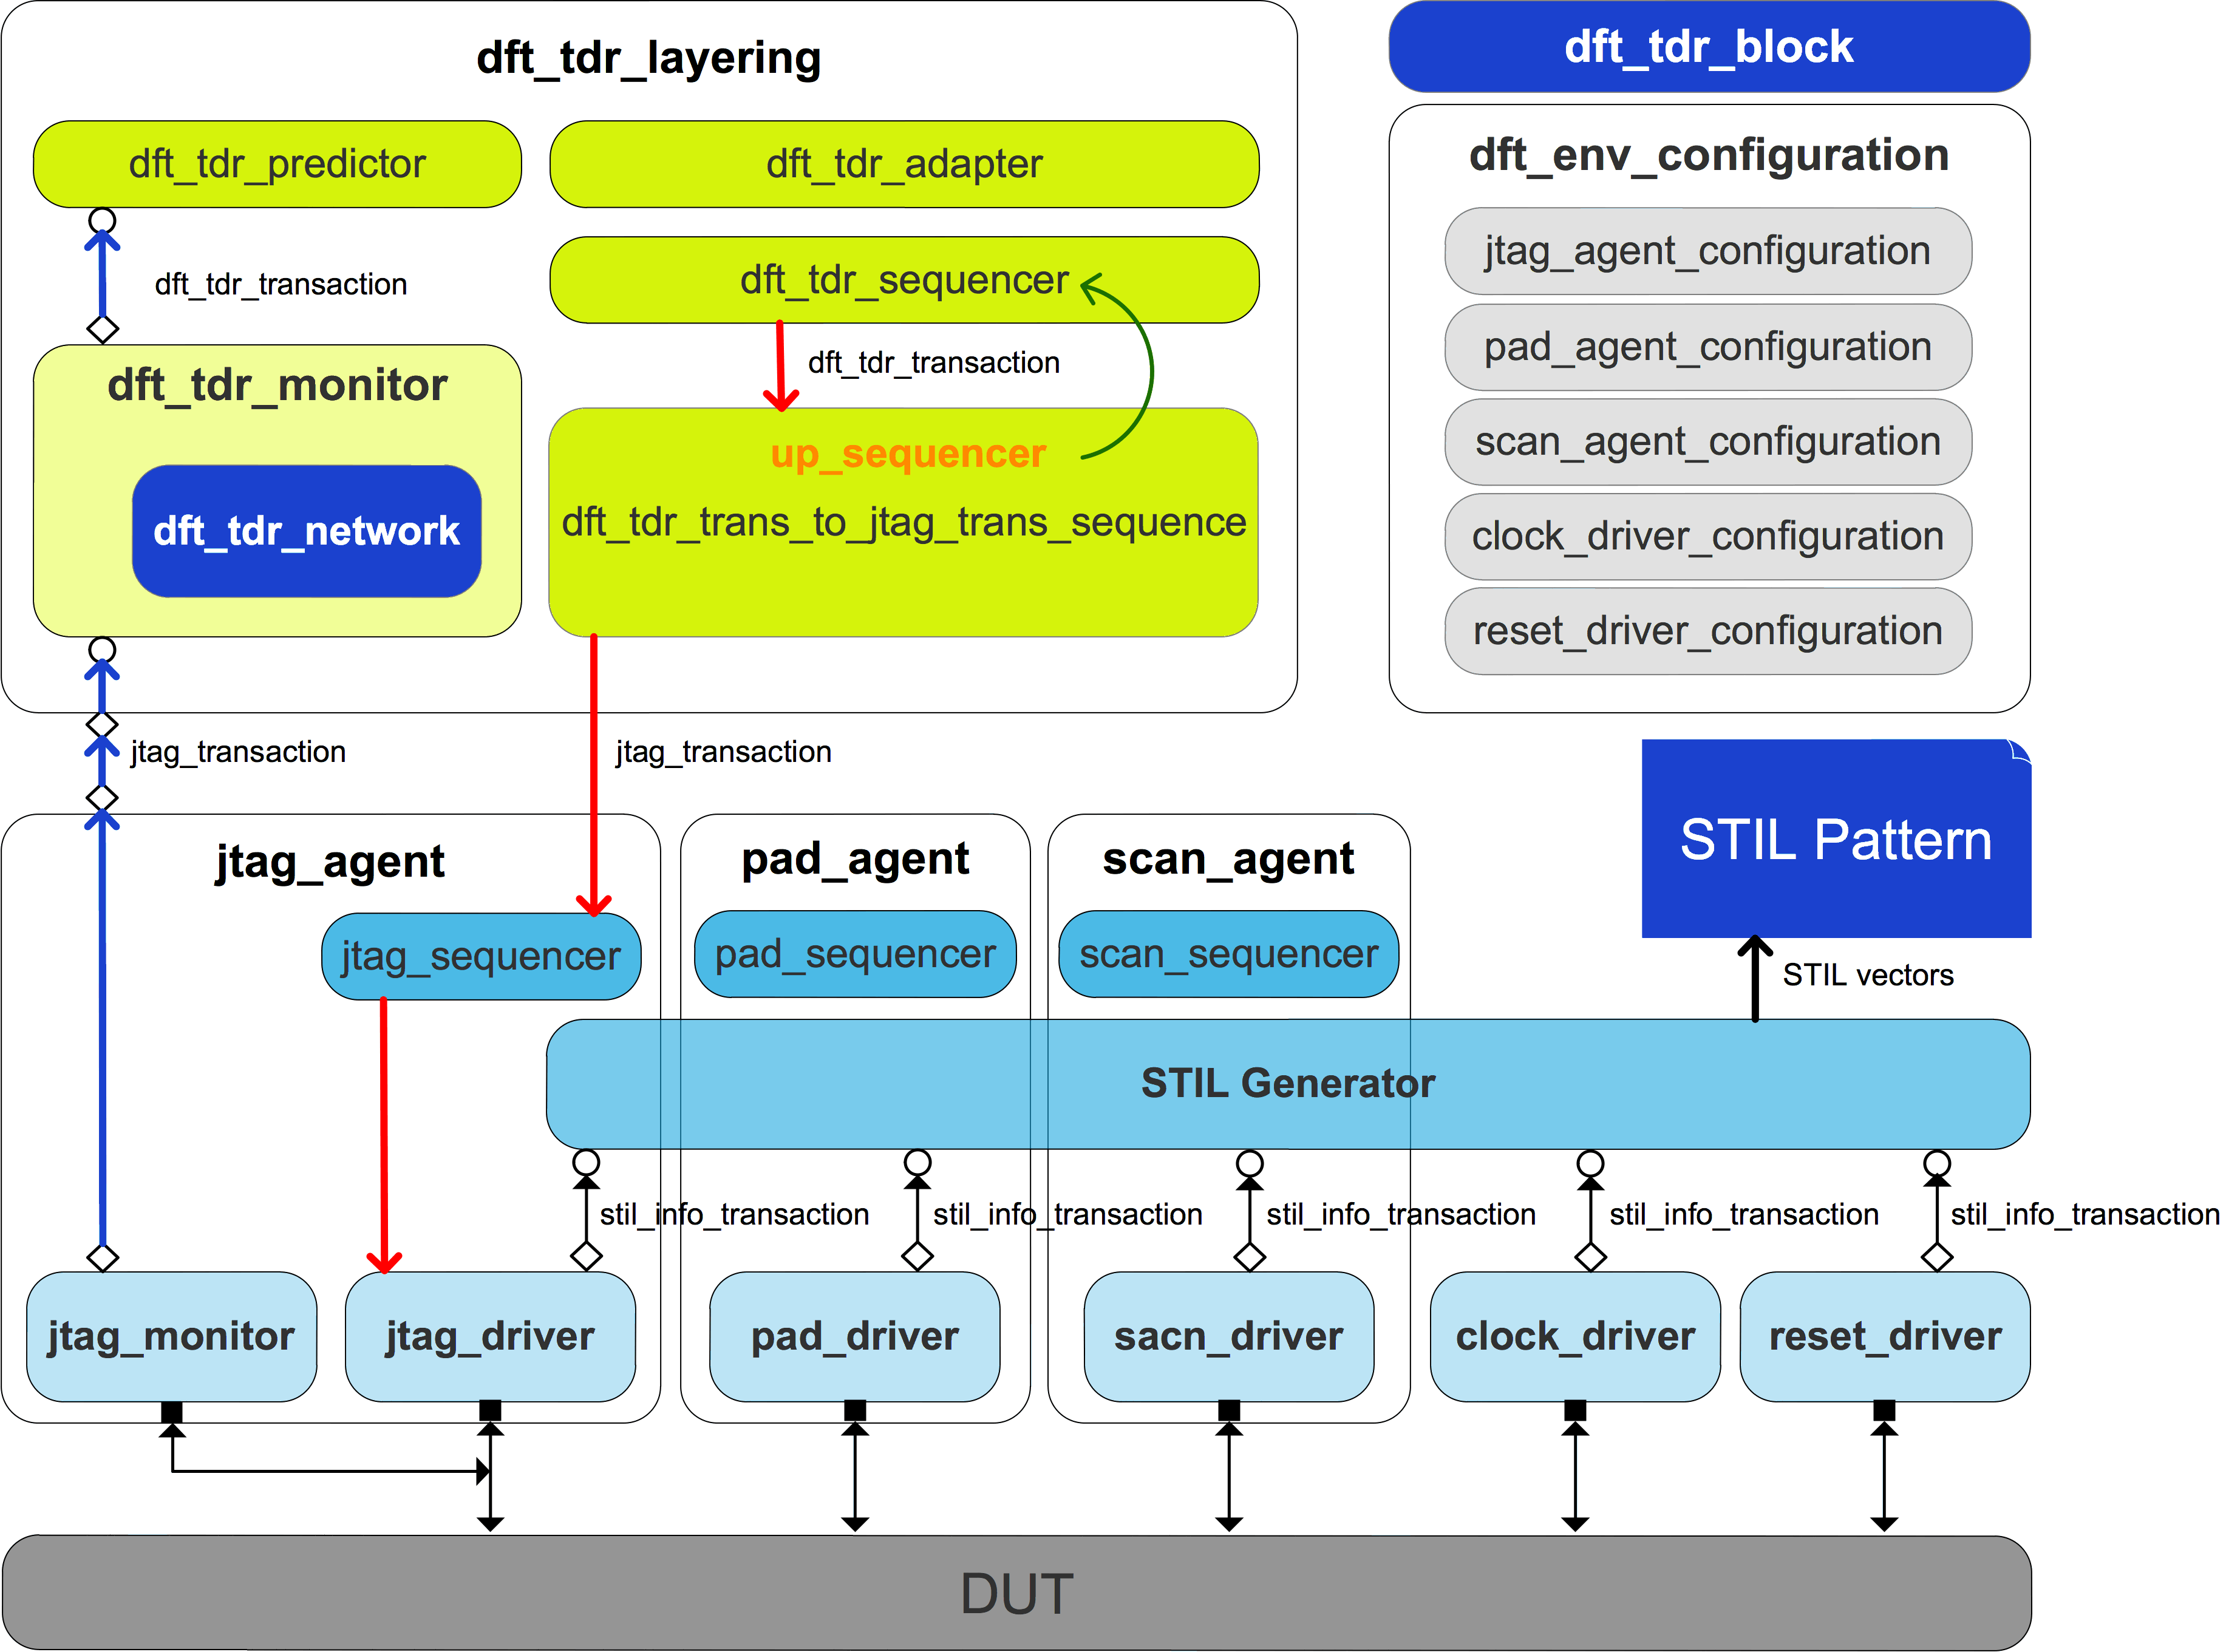 dft_tdr_layering
dft_tdr_predictor
dft_tdr_adapter
dft_tdr_transaction
dft_tdr_sequencer
dft_tdr_transaction
dft_tdr_monitor
dft_tdr_network
up_sequencer
dft_tdr_trans_to_jtag_trans_sequence
dft_tdr_block
dft_env_configuration
jtag_agent_configuration
pad_agent_configuration
scan_agent_configuration
clock_driver_configuration
reset_driver_configuration
jtag_transaction
jtag_transaction
STIL Pattern
STIL vectors
jtag_agent
pad_agent
scan_agent
jtag_sequencer
pad_sequencer
scan_sequencer
STIL Generator
stil_info_transaction
stil_info_transaction
stil_info_transaction
stil_info_transaction
stil_info_transaction
jtag_monitor
jtag_driver
pad_driver
sacn_driver
clock_driver
reset_driver
DUT